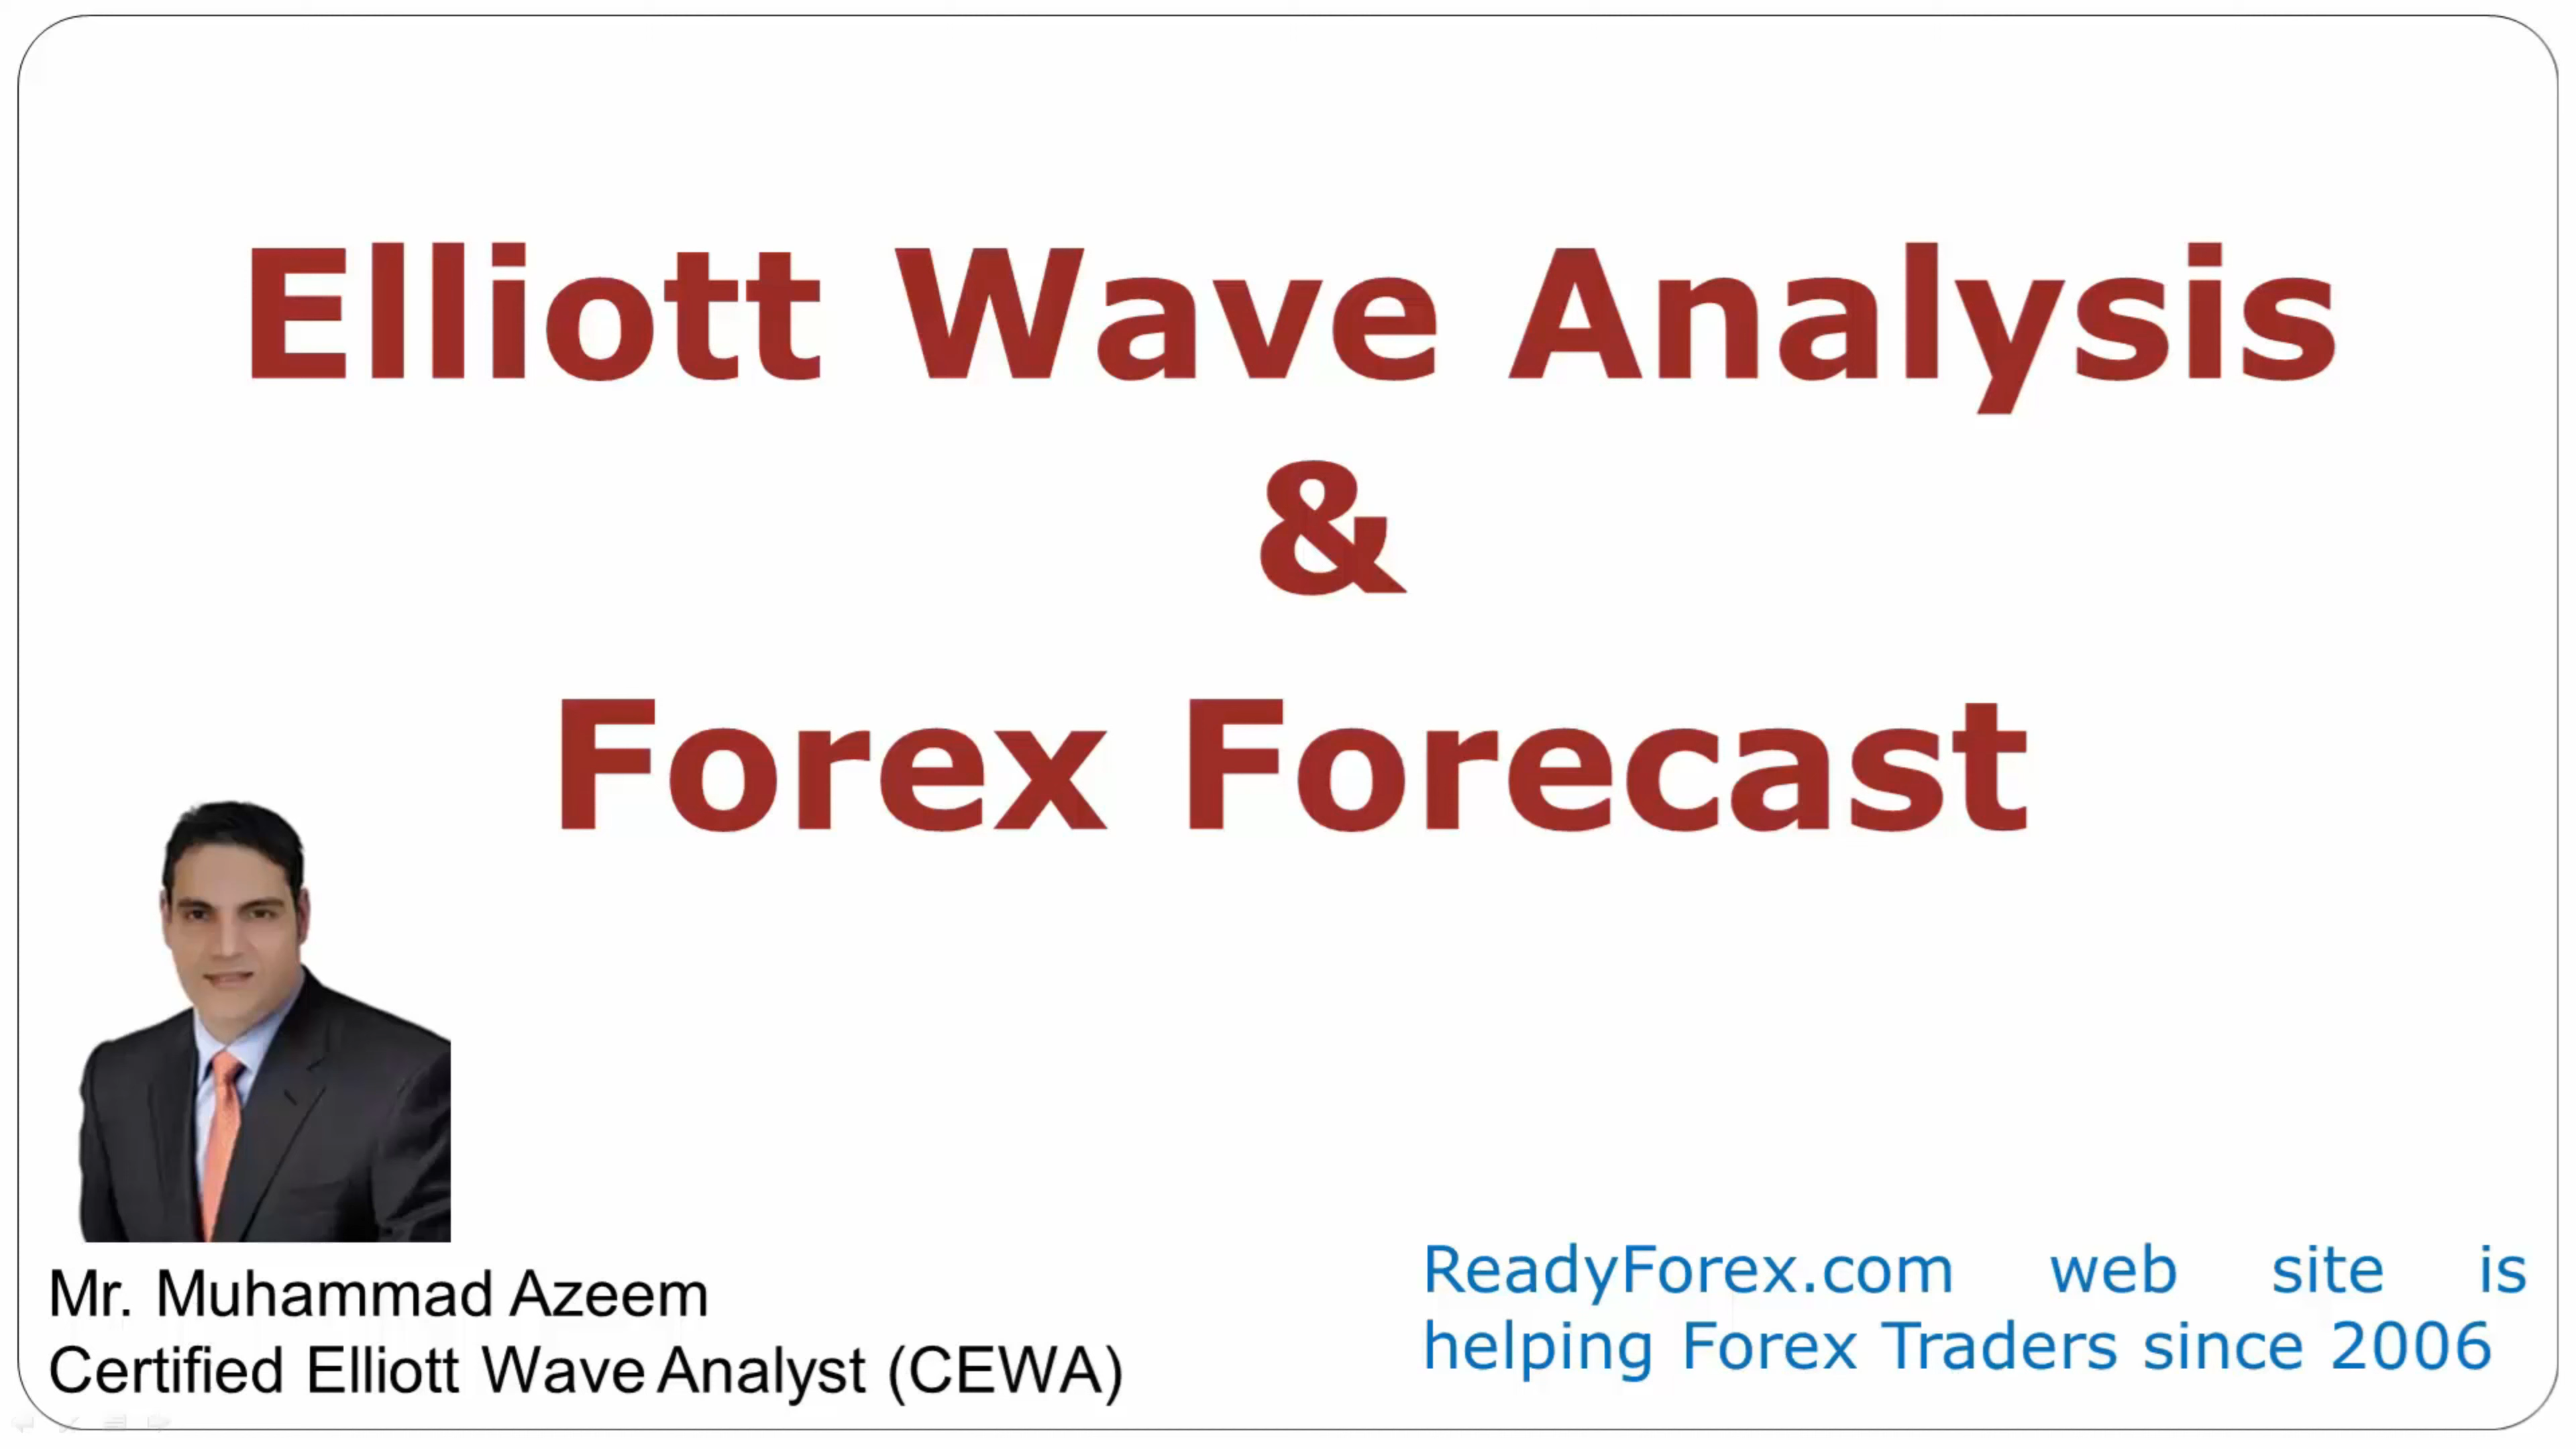 Elliott Wave Analysis
&
Forex Forecast
Mr. Muhammad Azeem
Certified Elliott Wave Analyst (CEWA)
ReadyForex.com web site is
helping Forex Traders since 2006